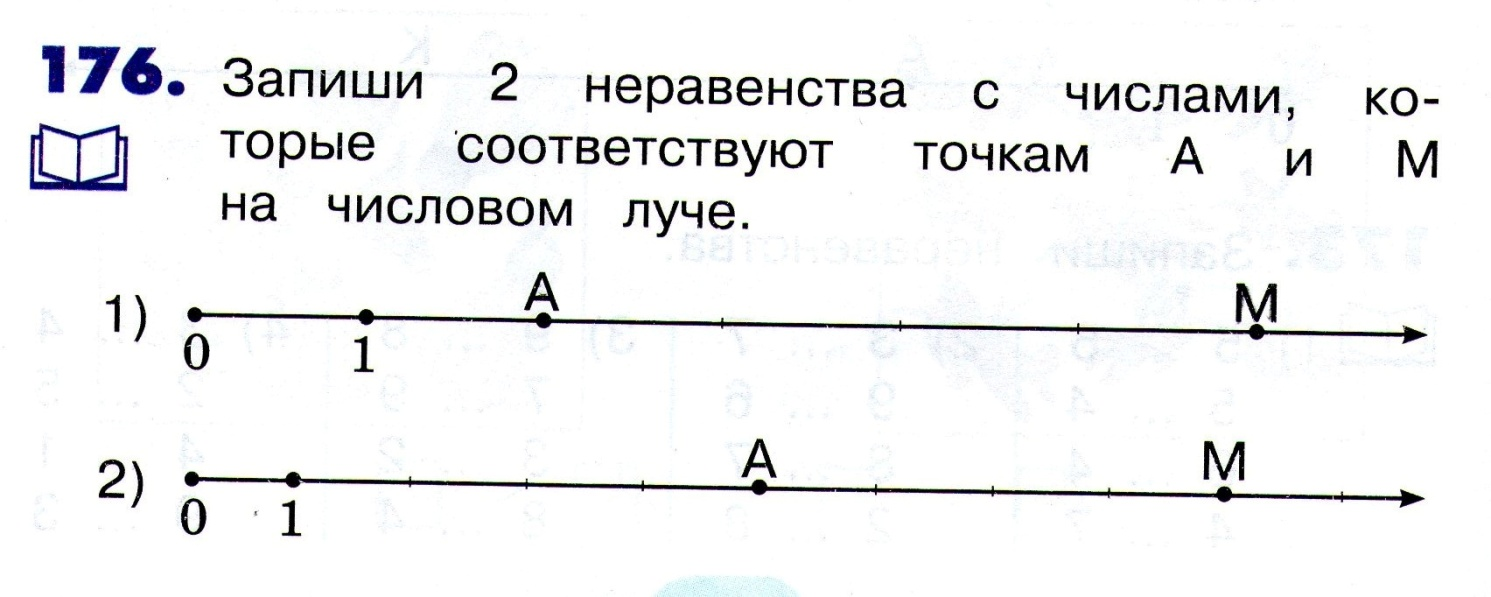 176. Запиши 2 неравенства с числами, ко-
торые соответствуют точкам А и М
на числовом луче.
1) А М
0 1
2) А М
0 1